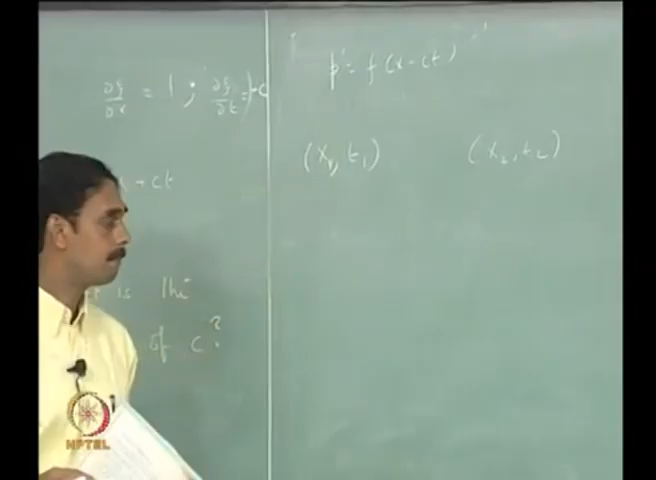 ∂ξ/∂x = 1 ; ∂ξ/∂t = -c
x + ct
is the
of c?
p' = f(x - ct)
(x₁, t₁) (x₂, t₂)
NPTEL